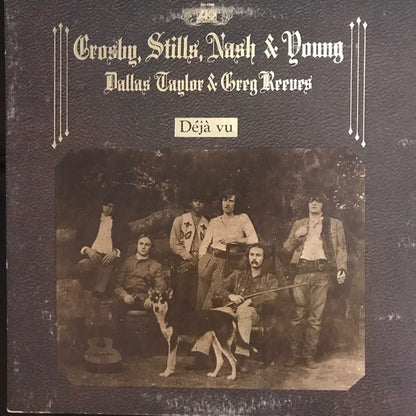 Crosby, Stills, Nash & Young
Dallas Taylor & Greg Reeves
Déjà vu